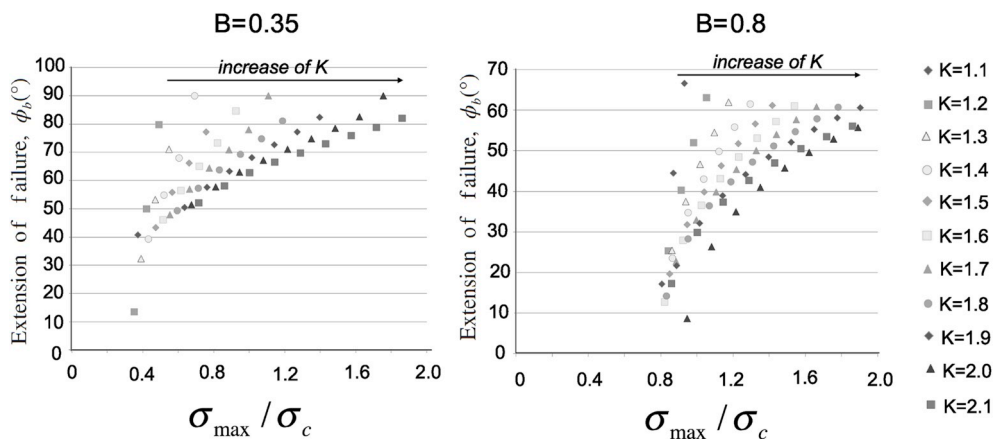 B=0.35
increase of K
Extension of failure, ϕb(°)
100
90
80
70
60
50
40
30
20
10
0
0
0.4
0.8
1.2
1.6
2.0
σmax / σc
B=0.8
increase of K
Extension of failure, ϕb(°)
70
60
50
40
30
20
10
0
0
0.4
0.8
1.2
1.6
2.0
σmax / σc
K=1.1
K=1.2
K=1.3
K=1.4
K=1.5
K=1.6
K=1.7
K=1.8
K=1.9
K=2.0
K=2.1